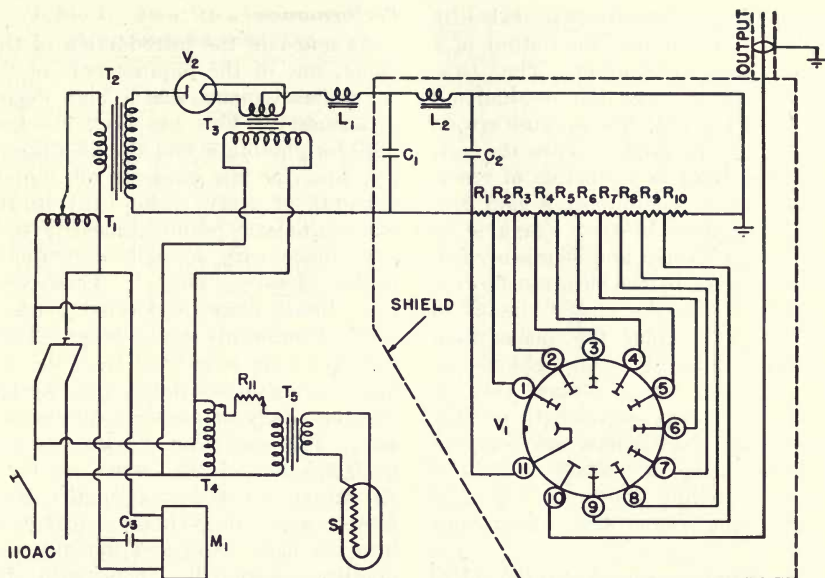 OUTPUT
V2
T2
T3
L1
L2
C1
C2
R1 R2 R3 R4 R5 R6 R7 R8 R9 R10
T1
SHIELD
3
2
4
1
5
V1
6
11
7
10
9
8
R11
T5
T4
S1
C3
M1
110AC